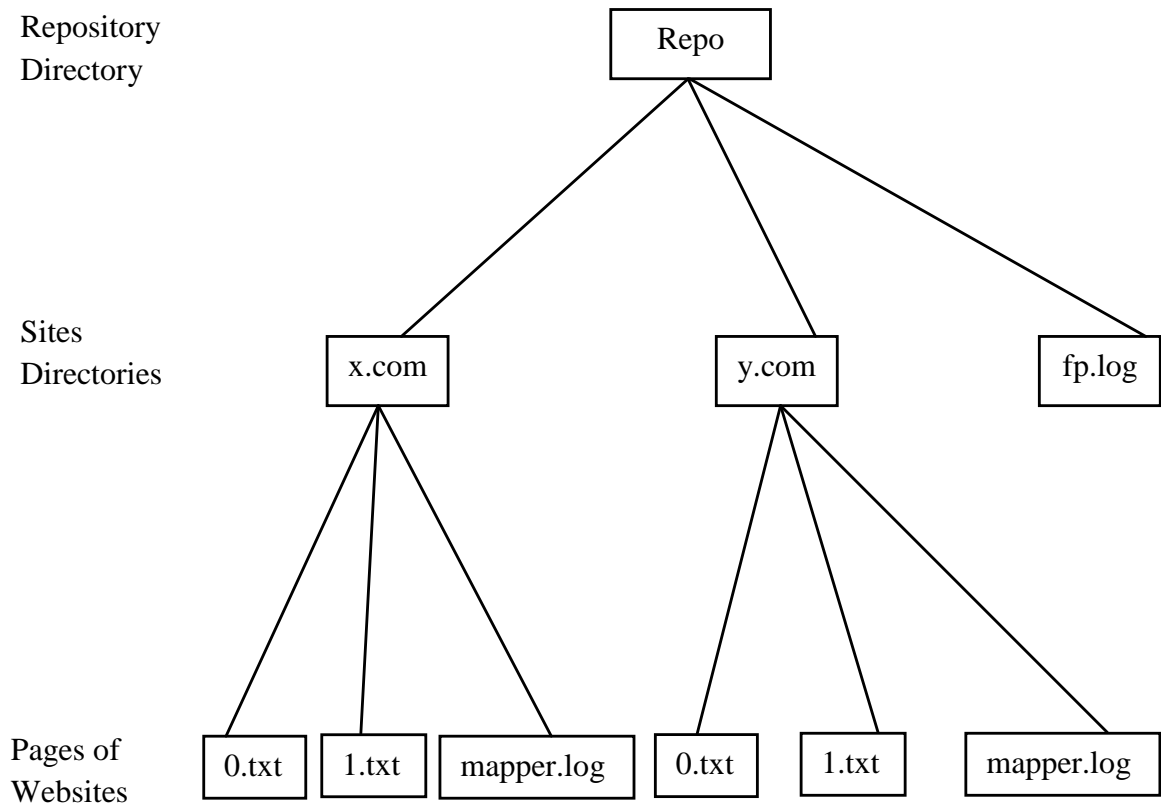 Repository
Directory
Repo
Sites
Directories
x.com
y.com
fp.log
Pages of
Websites
0.txt
1.txt
mapper.log
0.txt
1.txt
mapper.log